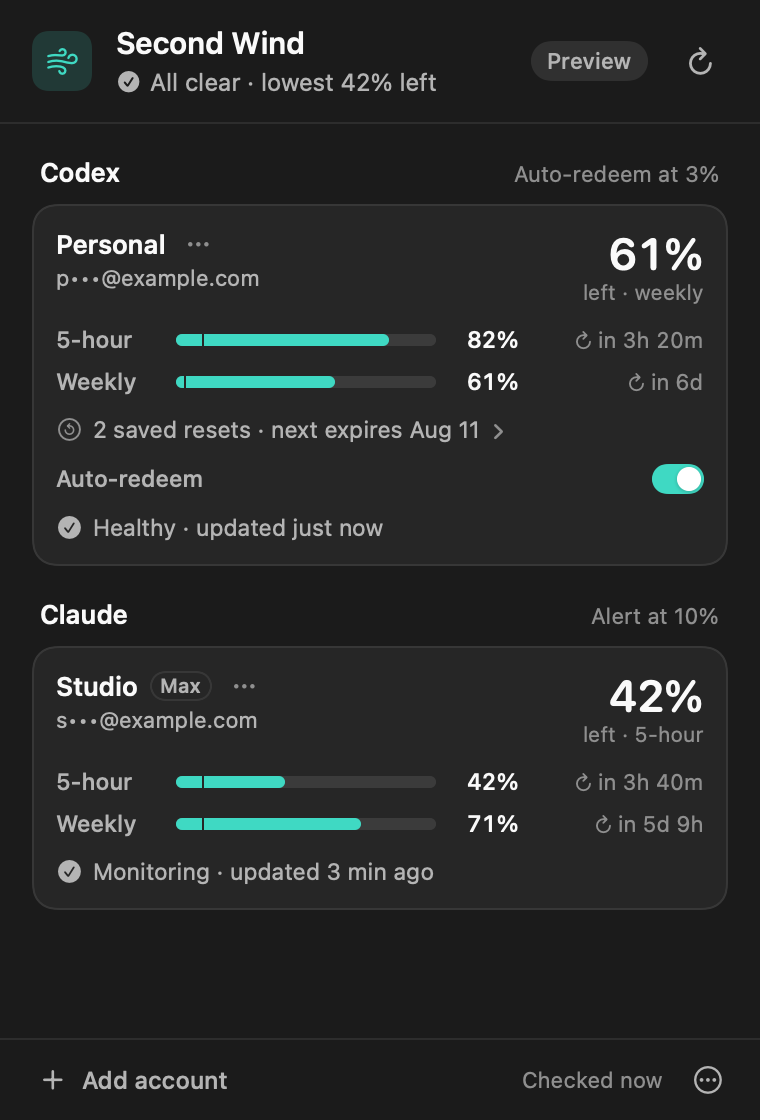 Second Wind
All clear · lowest 42% left
Preview
Codex
Auto-redeem at 3%
Personal
p•••@example.com
61%
left · weekly
5-hour 82% in 3h 20m
Weekly 61% in 6d
2 saved resets · next expires Aug 11
Auto-redeem
Healthy · updated just now
Claude
Alert at 10%
Studio Max
s•••@example.com
42%
left · 5-hour
5-hour 42% in 3h 40m
Weekly 71% in 5d 9h
Monitoring · updated 3 min ago
Add account
Checked now